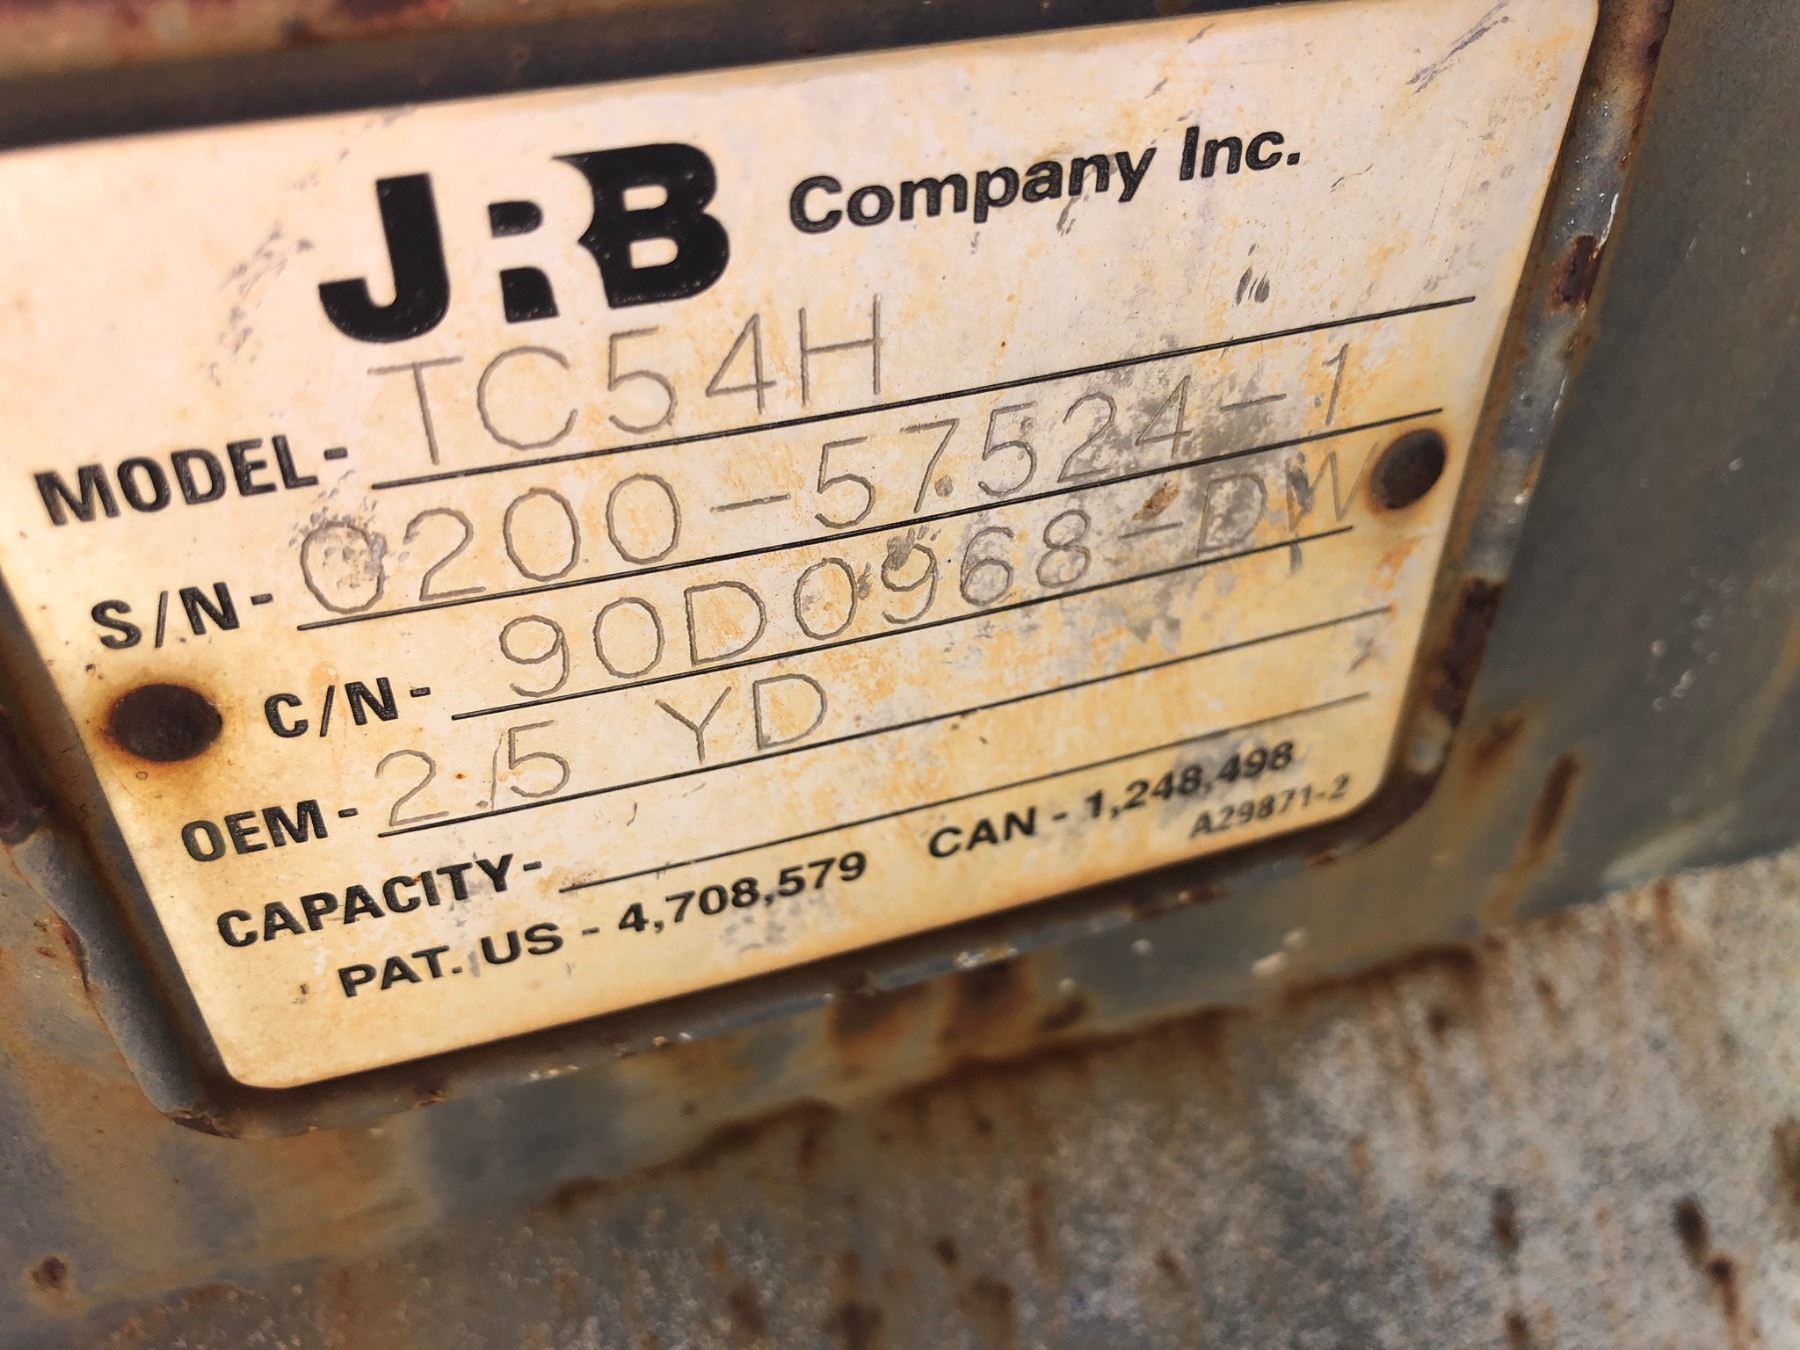 JRB Company Inc.
MODEL- TC54H
S/N- 0200-57524-1
C/N- 90D0968-DW
OEM- 2.5 YD
CAPACITY-
PAT. US - 4,708,579 CAN - 1,248,498
A29871-2